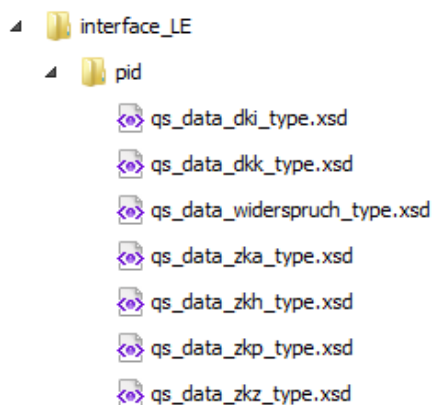 interface_LE
pid
qs_data_dki_type.xsd
qs_data_dkk_type.xsd
qs_data_widerspruch_type.xsd
qs_data_zka_type.xsd
qs_data_zkh_type.xsd
qs_data_zkp_type.xsd
qs_data_zkz_type.xsd